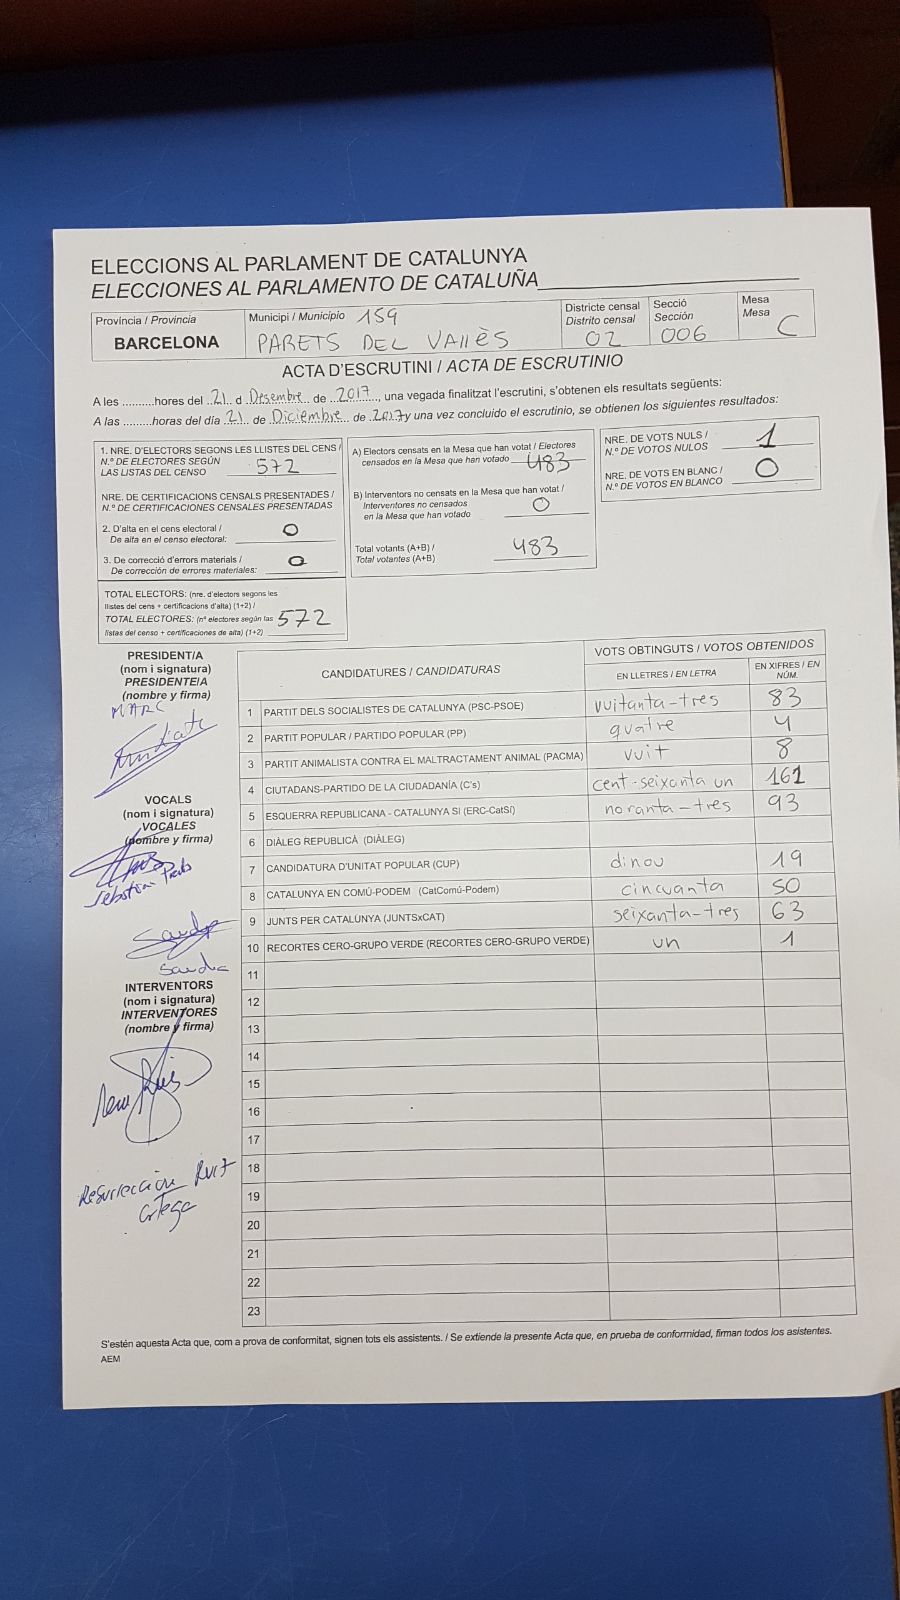 ELECCIONS AL PARLAMENT DE CATALUNYA
ELECCIONES AL PARLAMENTO DE CATALUÑA
Província / Provincia
BARCELONA
Municipi / Municipio 159
PARETS DEL VALLÈS
Districte censal
Distrito censal
02
Secció
Sección
006
Mesa
Mesa
C
ACTA D'ESCRUTINI / ACTA DE ESCRUTINIO
A les ..........hores del ..21.. d Desembre.. de ..2017...., una vegada finalitzat l'escrutini, s'obtenen els resultats següents:
A las .........horas del día 21... de Diciembre. de 2017 y una vez concluido el escrutinio, se obtienen los siguientes resultados:
1. NRE. D'ELECTORS SEGONS LES LLISTES DEL CENS /
N.º DE ELECTORES SEGÚN
LAS LISTAS DEL CENSO 572
NRE. DE CERTIFICACIONS CENSALS PRESENTADES /
N.º DE CERTIFICACIONES CENSALES PRESENTADAS
2. D'alta en el cens electoral /
De alta en el censo electoral: 0
3. De correcció d'errors materials /
De corrección de errores materiales: 0
TOTAL ELECTORS: (nre. d'electors segons les
llistes del cens + certificacions d'alta) (1+2) /
TOTAL ELECTORES: (nº electores según las
listas del censo + certificaciones de alta) (1+2) 572
A) Electors censats en la Mesa que han votat / Electores
censados en la Mesa que han votado 483
B) Interventors no censats en la Mesa que han votat /
Interventores no censados
en la Mesa que han votado 0
Total votants (A+B) /
Total votantes (A+B) 483
NRE. DE VOTS NULS /
N.º DE VOTOS NULOS 1
NRE. DE VOTS EN BLANC /
N.º DE VOTOS EN BLANCO 0
PRESIDENT/A
(nom i signatura)
PRESIDENTE/A
(nombre y firma)
MARC
VOCALS
(nom i signatura)
VOCALES
(nombre y firma)
Sandra
INTERVENTORS
(nom i signatura)
INTERVENTORES
(nombre y firma)
Resurrección Ruiz
Ortega
CANDIDATURES / CANDIDATURAS
VOTS OBTINGUTS / VOTOS OBTENIDOS
EN LLETRES / EN LETRA
EN XIFRES / EN NÚM.
1 PARTIT DELS SOCIALISTES DE CATALUNYA (PSC-PSOE) vuitanta-tres 83
2 PARTIT POPULAR / PARTIDO POPULAR (PP) quatre 4
3 PARTIT ANIMALISTA CONTRA EL MALTRACTAMENT ANIMAL (PACMA) vuit 8
4 CIUTADANS-PARTIDO DE LA CIUDADANÍA (C's) cent-seixanta un 161
5 ESQUERRA REPUBLICANA - CATALUNYA SI (ERC-CatSÍ) noranta-tres 93
6 DIÀLEG REPUBLICÀ (DIÀLEG)
7 CANDIDATURA D'UNITAT POPULAR (CUP) dinou 19
8 CATALUNYA EN COMÚ-PODEM (CatComú-Podem) cincuanta 50
9 JUNTS PER CATALUNYA (JUNTSxCAT) seixanta-tres 63
10 RECORTES CERO-GRUPO VERDE (RECORTES CERO-GRUPO VERDE) un 1
11
12
13
14
15
16
17
18
19
20
21
22
23
S'estén aquesta Acta que, com a prova de conformitat, signen tots els assistents. / Se extiende la presente Acta que, en prueba de conformidad, firman todos los asistentes.
AEM